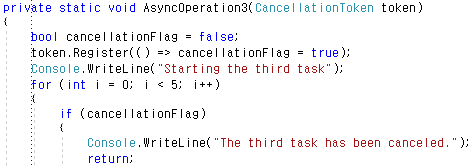 private static void AsyncOperation3(CancellationToken token)
{
bool cancellationFlag = false;
token.Register(() => cancellationFlag = true);
Console.WriteLine("Starting the third task");
for (int i = 0; i < 5; i++)
{
if (cancellationFlag)
{
Console.WriteLine("The third task has been canceled.");
return;